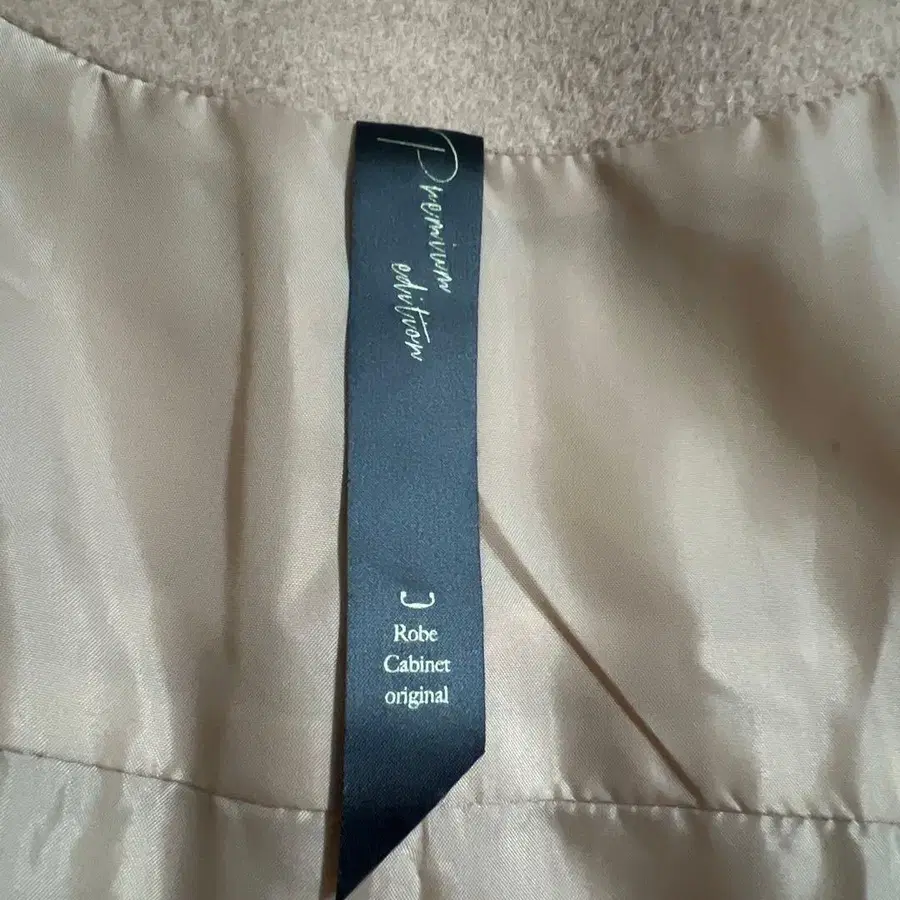 Premium
edition
Robe
Cabinet
original